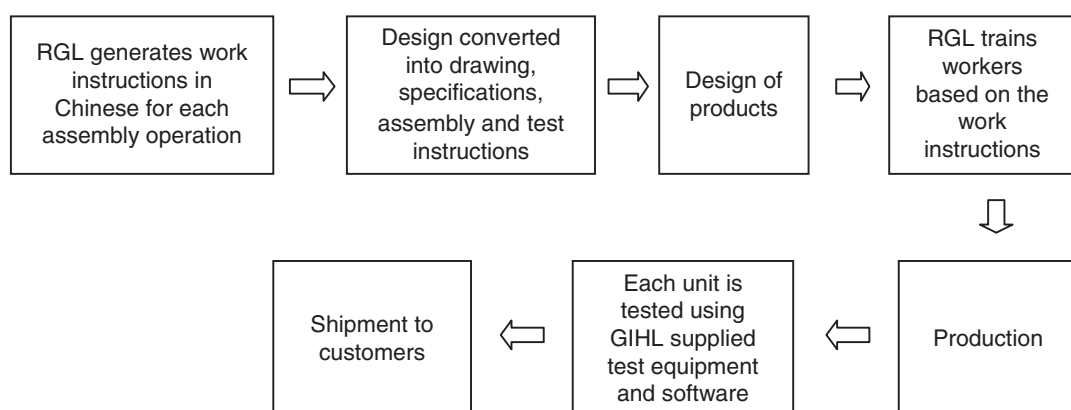 RGL generates work
instructions in
Chinese for each
assembly operation
Design converted
into drawing,
specifications,
assembly and test
instructions
Design of
products
RGL trains
workers
based on the
work
instructions
Production
Each unit is
tested using
GIHL supplied
test equipment
and software
Shipment to
customers